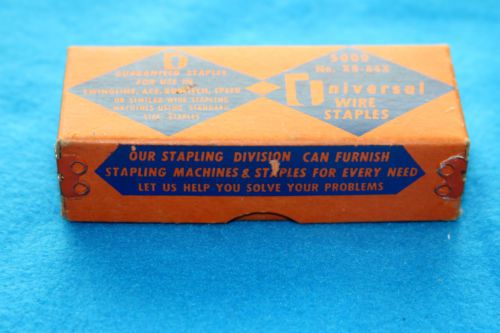 GUARANTEED STAPLES
FOR USE IN
SWINGLINE, ACE, BOSTITCH, SPEED
OR SIMILAR WIRE STAPLING
MACHINES USING STANDARD
SIZE STAPLES
5000
No.
Universal
WIRE
STAPLES
OUR STAPLING DIVISION CAN FURNISH
STAPLING MACHINES & STAPLES FOR EVERY NEED
LET US HELP YOU SOLVE YOUR PROBLEMS